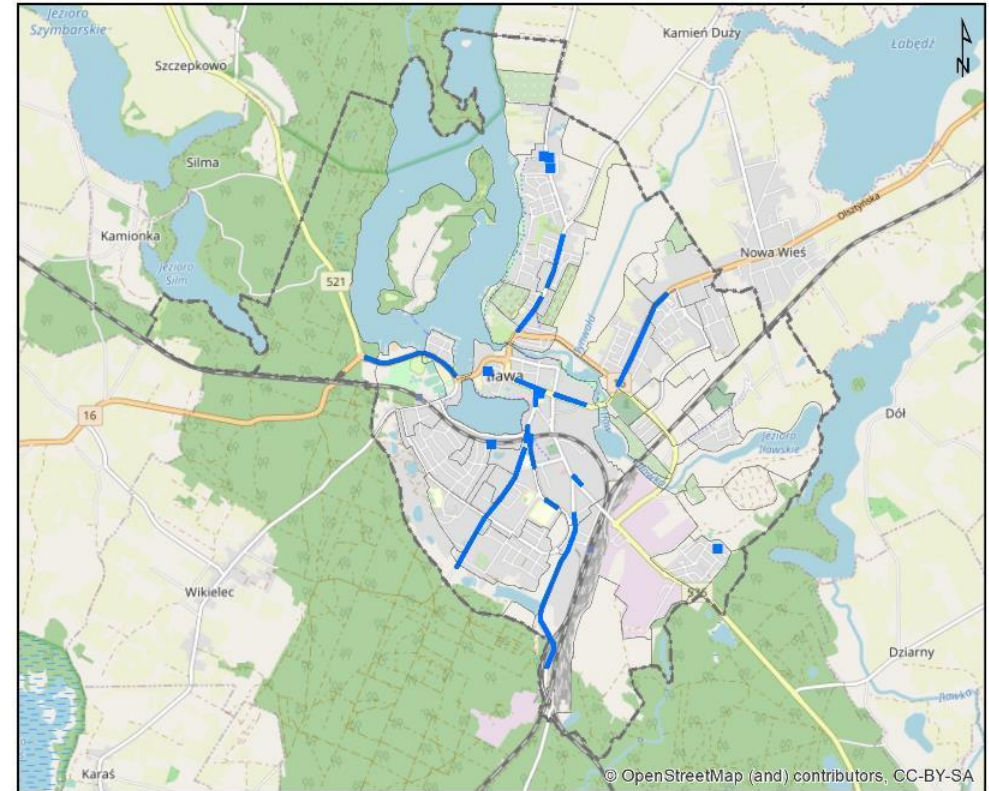 Jezioro
Szymbarskie
Kamień Duży
Łabędź
N
Szczepkowo
Silma
Olsztyńska
Kamionka
Jezioro
Silm
Nowa Wieś
521
Iława
16
Dół
Jezioro
Iławskie
Wikielec
Dziarny
Iławka
Karaś
© OpenStreetMap (and) contributors, CC-BY-SA